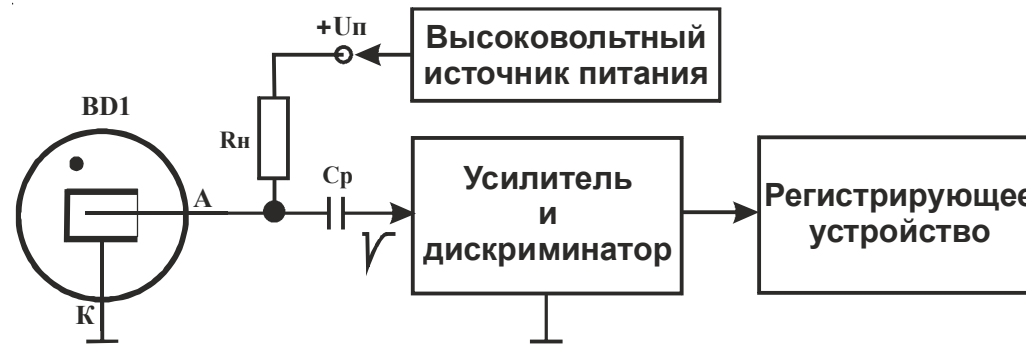 +Uп
Высоковольтный
источник питания
BD1
Rн
A
Cp
Усилитель
и
дискриминатор
Регистрирующее
устройство
К